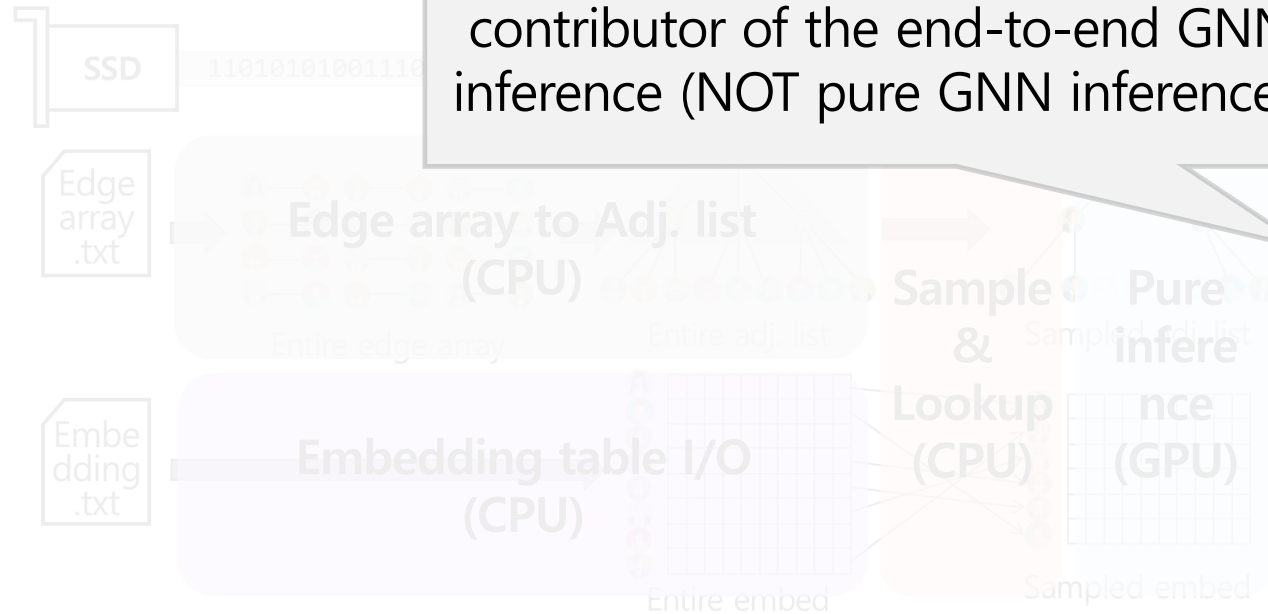 contributor of the end-to-end GNN
inference (NOT pure GNN inference
SSD
11010101001110
Edge
array
.txt
Edge array to Adj. list
(CPU)
Entire edge array
Entire adj. list
Sample
&
Lookup
(CPU)
Pure
infere
nce
(GPU)
Sampled adj. list
Embe
dding
.txt
Embedding table I/O
(CPU)
Entire embed
Sampled embed